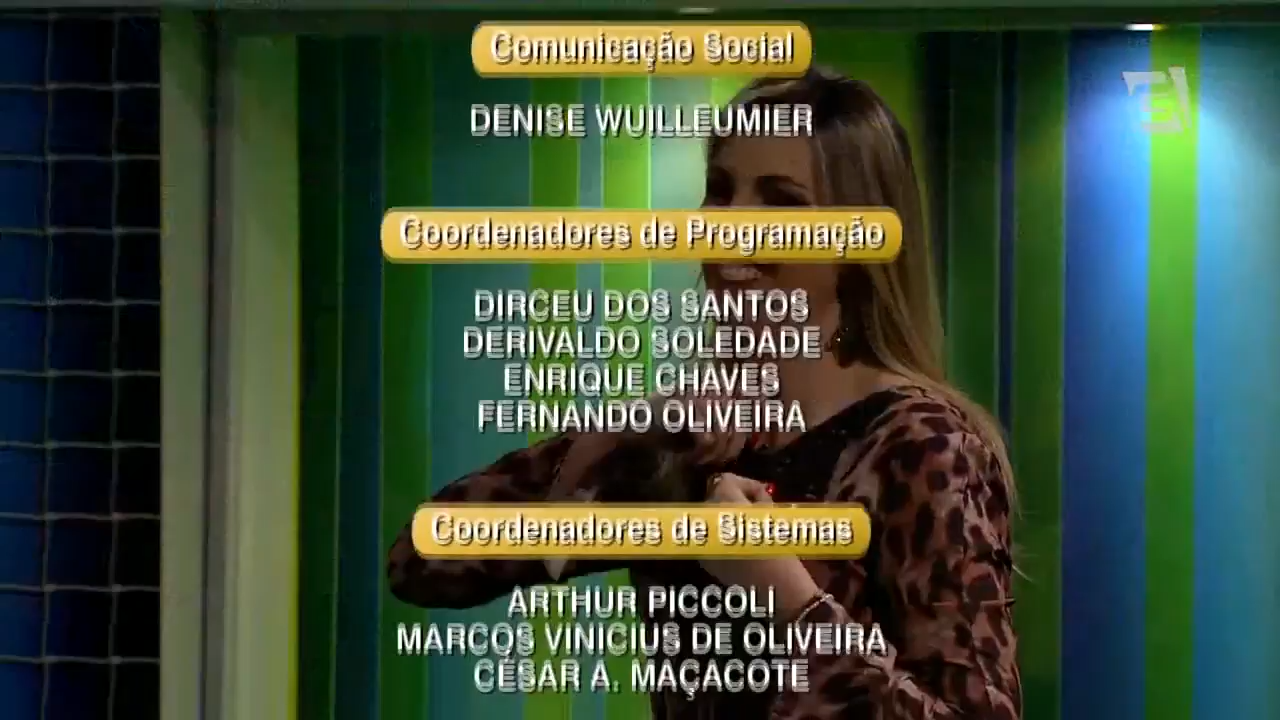 Comunicação Social
DENISE WUILLEUMIER
Coordenadores de Programação
DIRCEU DOS SANTOS
DERIVALDO SOLEDADE
ENRIQUE CHAVES
FERNANDO OLIVEIRA
Coordenadores de Sistemas
ARTHUR PICCOLI
MARCOS VINICIUS DE OLIVEIRA
CÉSAR A. MAÇACOTE